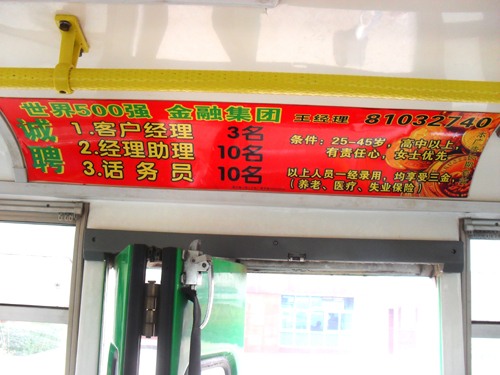 世界500强 金融集团 王经理 81032740
诚聘
1.客户经理 3名
2.经理助理 10名
3.话务员 10名
条件：25-45岁，高中以上，
有责任心，女士优先
以上人员一经录用，均享受三金，
（养老、医疗、失业保险）